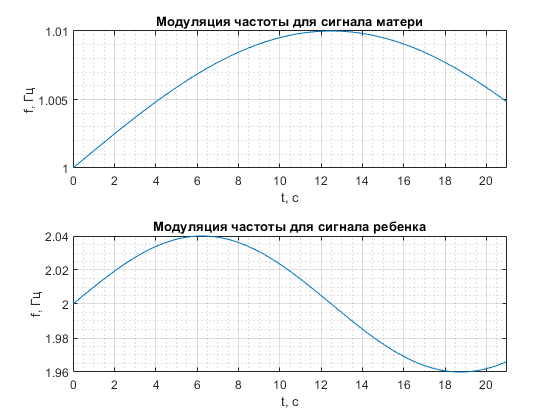 Модуляция частоты для сигнала матери
1.01
1.005
1
f, Гц
0 2 4 6 8 10 12 14 16 18 20
t, с
Модуляция частоты для сигнала ребенка
2.04
2.02
2
1.98
1.96
f, Гц
0 2 4 6 8 10 12 14 16 18 20
t, с